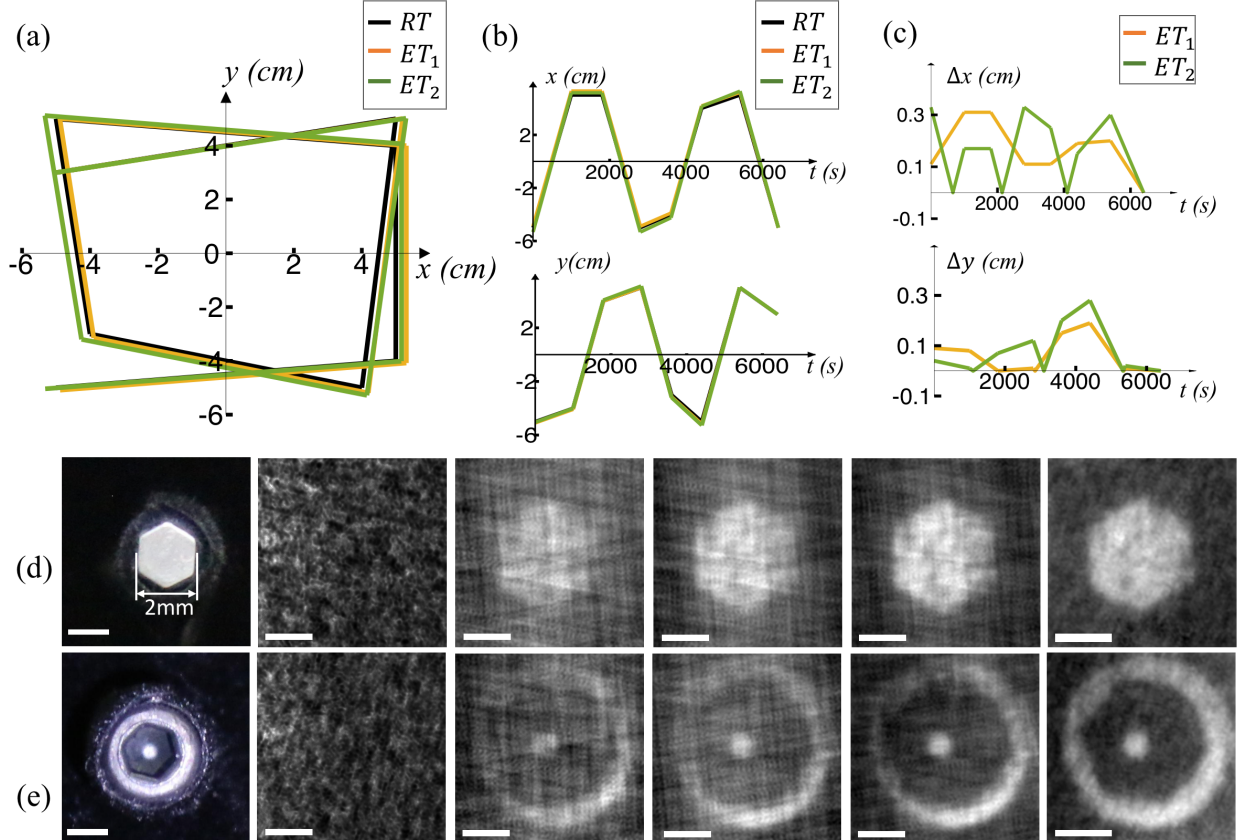 (a)
RT
ET₁
ET₂
y (cm)
4
2
0
-2
-4
-6
-6
-4
-2
2
4
x (cm)
(b)
RT
ET₁
ET₂
x (cm)
2
-2
-6
2000
4000
6000
t (s)
y(cm)
2
-2
-6
2000
4000
6000
t (s)
(c)
ET₁
ET₂
Δx (cm)
0.3
0.1
-0.1
2000
4000
6000
t (s)
Δy (cm)
0.3
0.1
-0.1
2000
4000
6000
t (s)
(d)
2mm
(e)